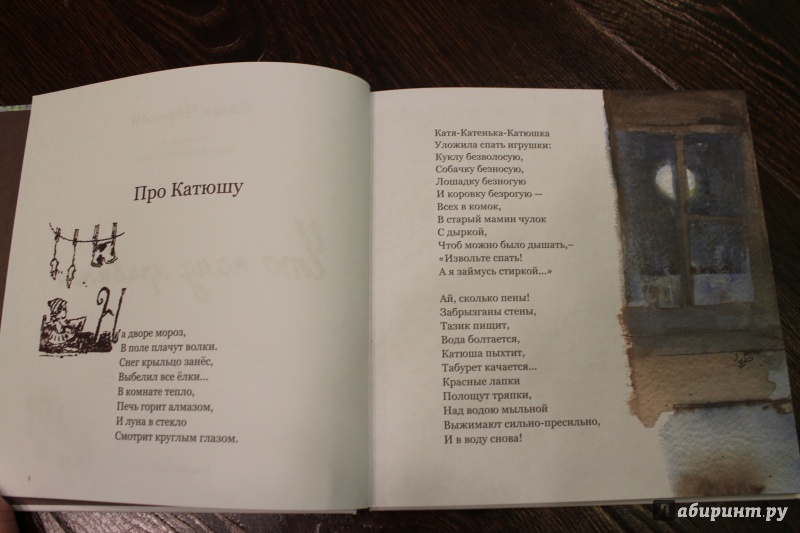 Про Катюшу
На дворе мороз,
В поле плачут волки.
Снег крыльцо занёс,
Выбелил все ёлки...
В комнате тепло,
Печь горит алмазом,
И луна в стекло
Смотрит круглым глазом.
Катя-Катенька-Катюшка
Уложила спать игрушки:
Куклу безволосую,
Собачку безносую,
Лошадку безногую
И коровку безрогую —
Всех в комок,
В старый мамин чулок
С дыркой,
Чтоб можно было дышать,–
«Извольте спать!
А я займусь стиркой...»
Ай, сколько пены!
Забрызганы стены,
Тазик пищит,
Вода болтается,
Катюша пыхтит,
Табурет качается...
Красные лапки
Полощут тряпки,
Над водою мыльной
Выжимают сильно-пресильно,
И в воду снова!
Лабиринт.ру